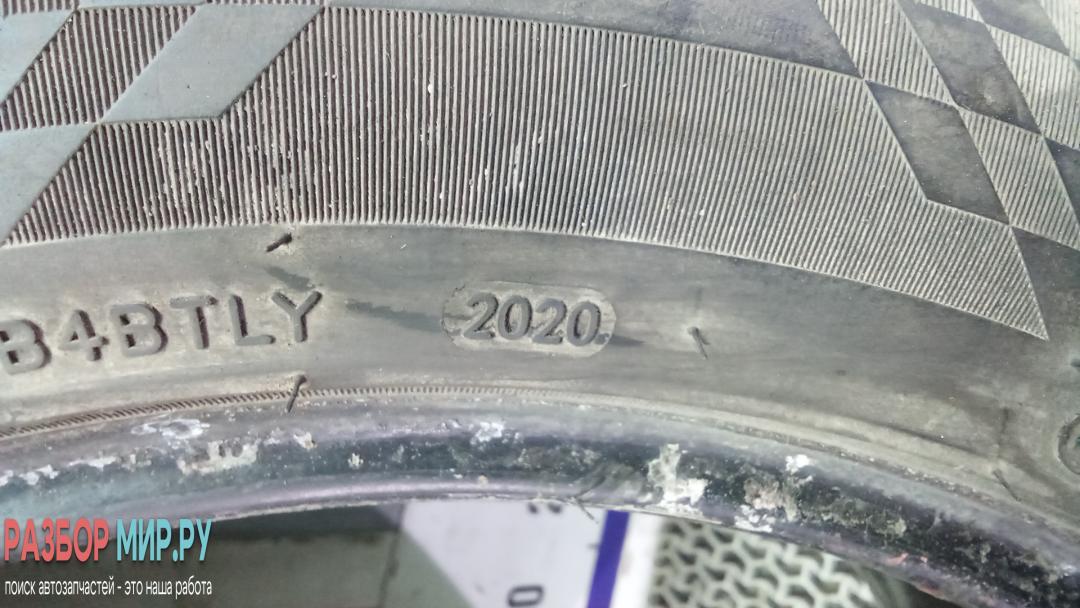 B4BTLY 2020
РАЗБОР МИР.РУ
поиск автозапчастей - это наша работа